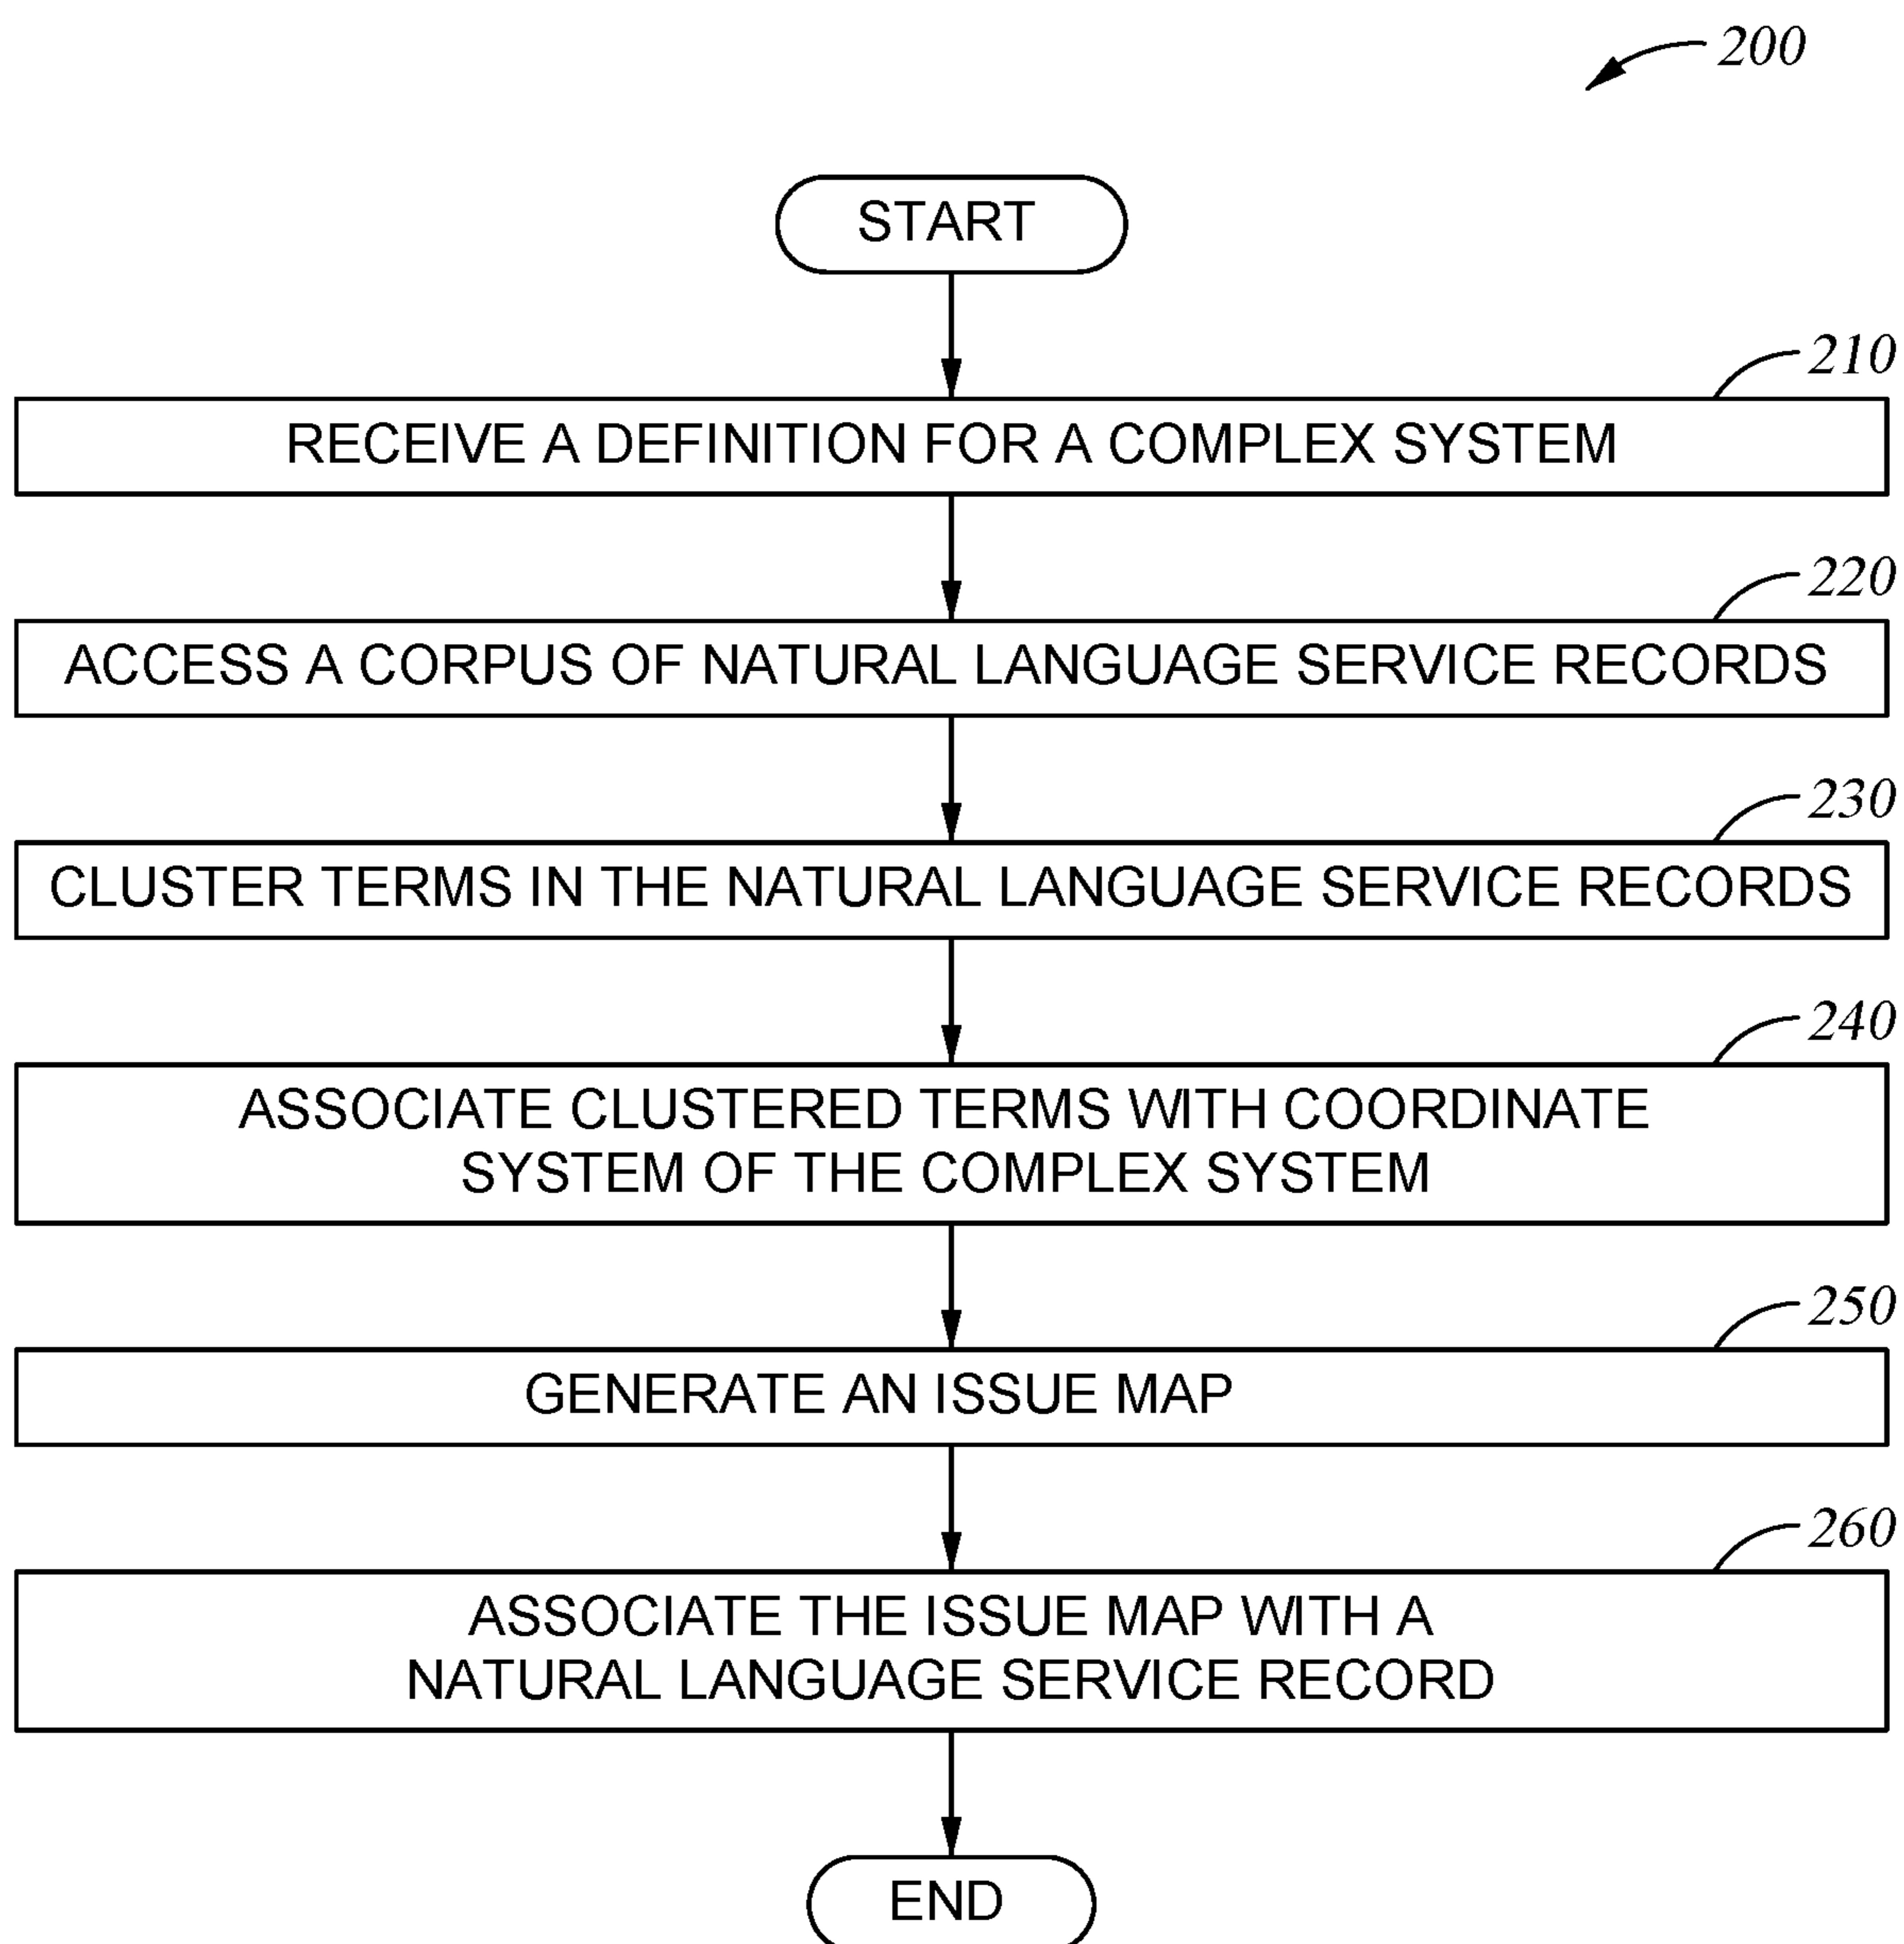 200
START
210
RECEIVE A DEFINITION FOR A COMPLEX SYSTEM
220
ACCESS A CORPUS OF NATURAL LANGUAGE SERVICE RECORDS
230
CLUSTER TERMS IN THE NATURAL LANGUAGE SERVICE RECORDS
240
ASSOCIATE CLUSTERED TERMS WITH COORDINATE
SYSTEM OF THE COMPLEX SYSTEM
250
GENERATE AN ISSUE MAP
260
ASSOCIATE THE ISSUE MAP WITH A
NATURAL LANGUAGE SERVICE RECORD
END